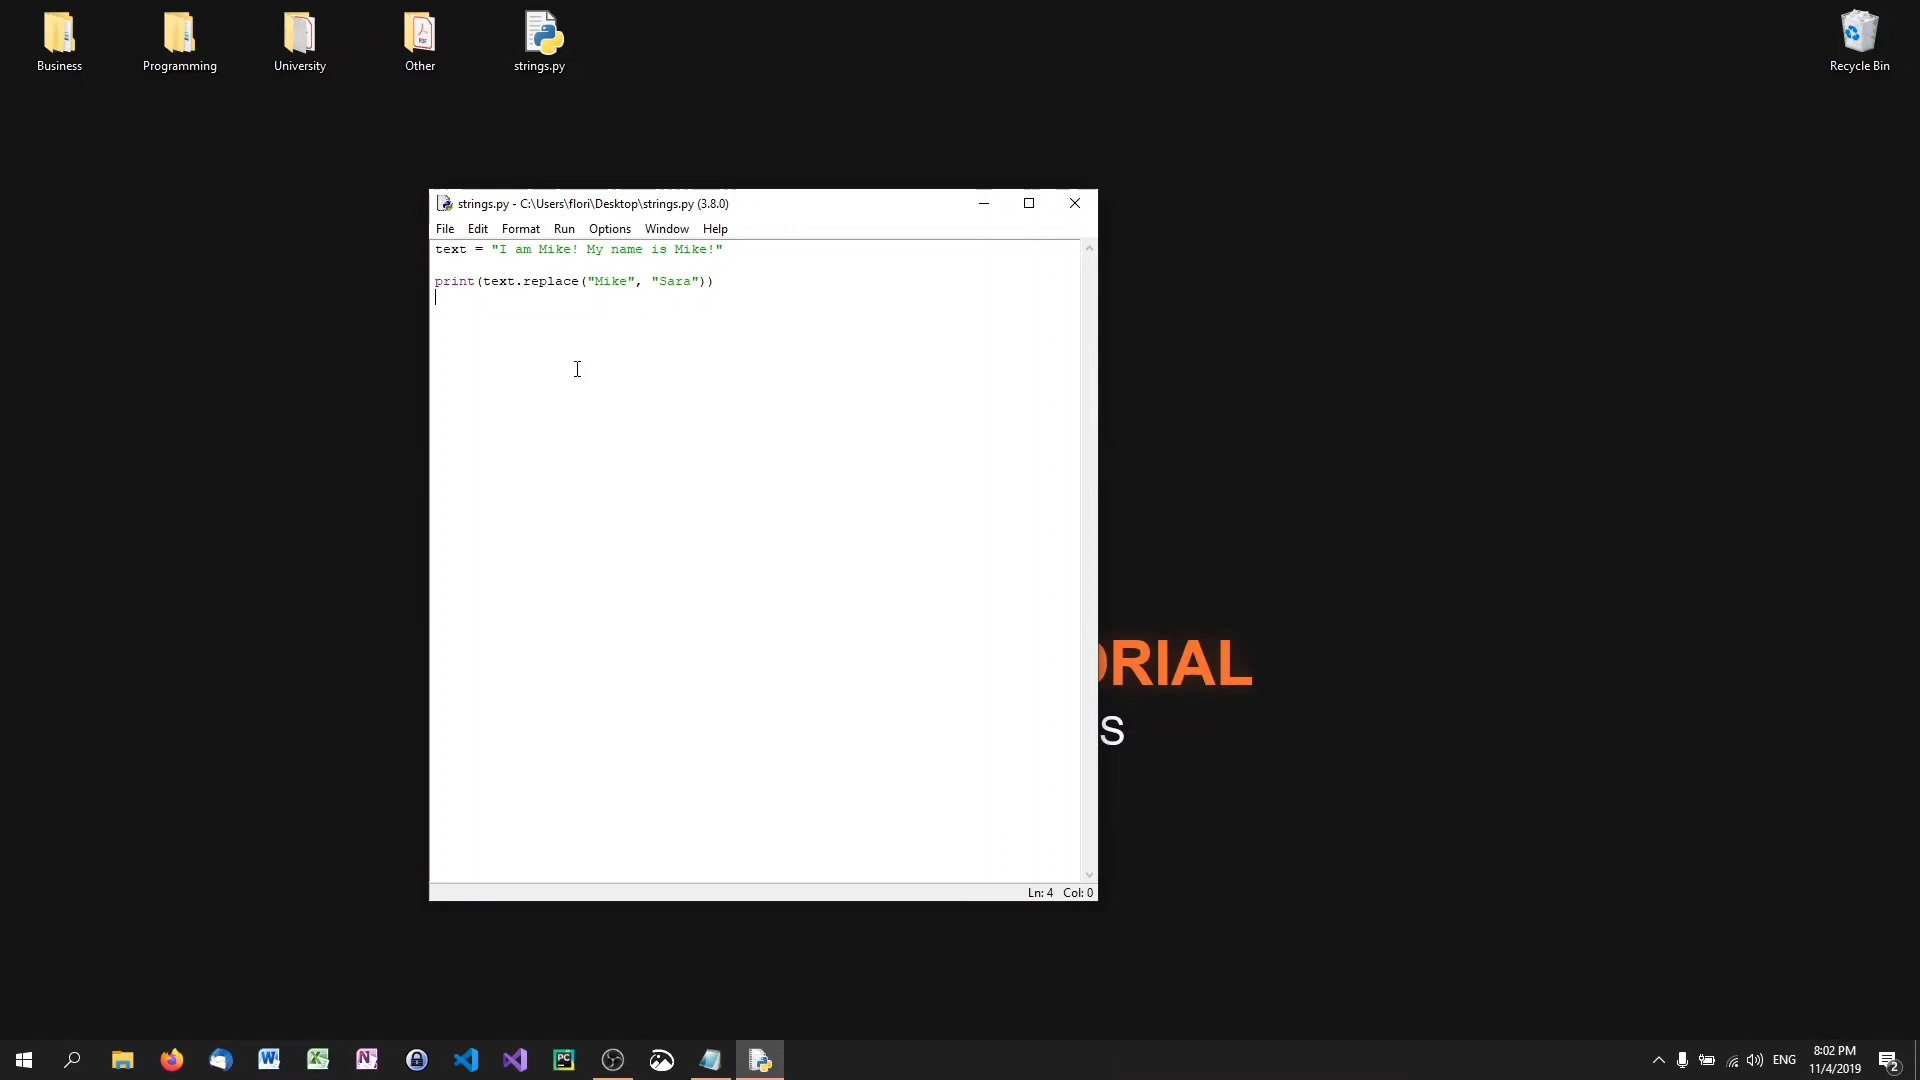 Business
Programming
University
Other
strings.py
Recycle Bin
strings.py - C:\Users\flori\Desktop\strings.py (3.8.0)
File Edit Format Run Options Window Help
text = "I am Mike! My name is Mike!"
print(text.replace("Mike", "Sara"))
ORIAL
S
Ln: 4 Col: 0
ENG
8:02 PM
11/4/2019
2